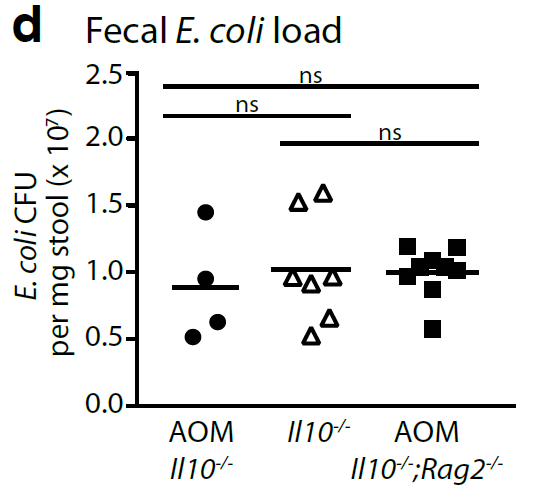 d Fecal E. coli load
2.5
2.0
1.5
1.0
0.5
0.0
E. coli CFU
per mg stool (x 10⁷)
ns
ns
ns
AOM
Il10⁻/⁻
Il10⁻/⁻
AOM
Il10⁻/⁻;Rag2⁻/⁻